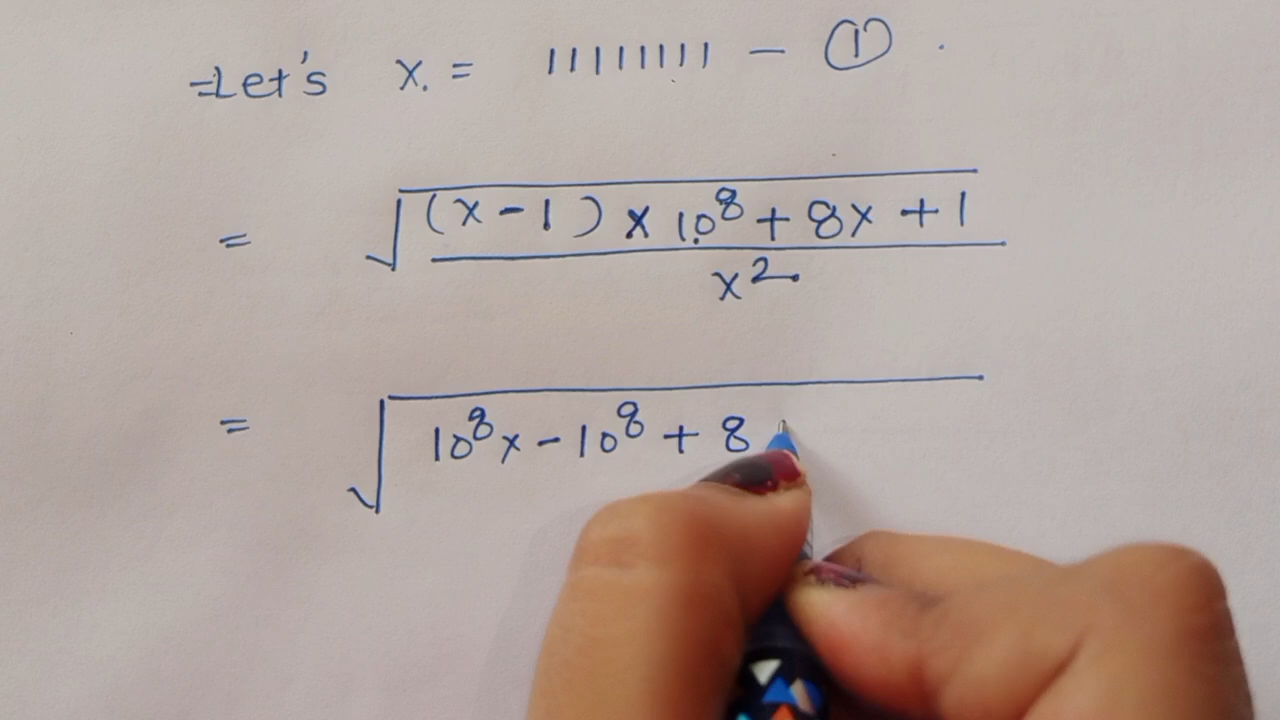 =Let's x = 11111111 — ①
= √((x-1) × 10⁸ + 8x + 1 / x²)
= √(10⁸x - 10⁸ + 8